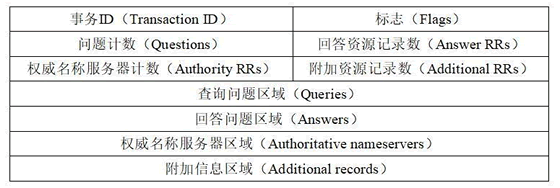 事务ID（Transaction ID） 标志（Flags）
问题计数（Questions） 回答资源记录数（Answer RRs）
权威名称服务器计数（Authority RRs） 附加资源记录数（Additional RRs）
查询问题区域（Queries）
回答问题区域（Answers）
权威名称服务器区域（Authoritative nameservers）
附加信息区域（Additional records）